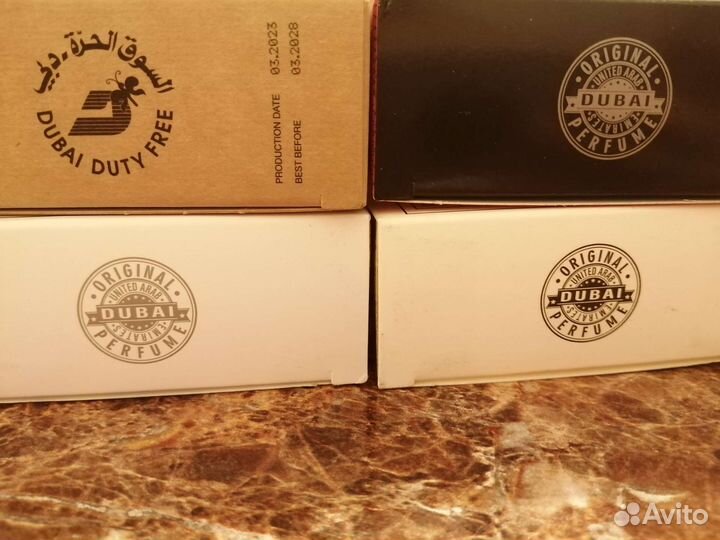 السوق الحرّة.دبي
DUBAI DUTY FREE
PRODUCTION DATE 03.2023
BEST BEFORE 03.2028
ORIGINAL
UNITED ARAB
DUBAI
EMIRATES
PERFUME
ORIGINAL
UNITED ARAB
DUBAI
EMIRATES
PERFUME
ORIGINAL
UNITED ARAB
DUBAI
EMIRATES
PERFUME
Avito